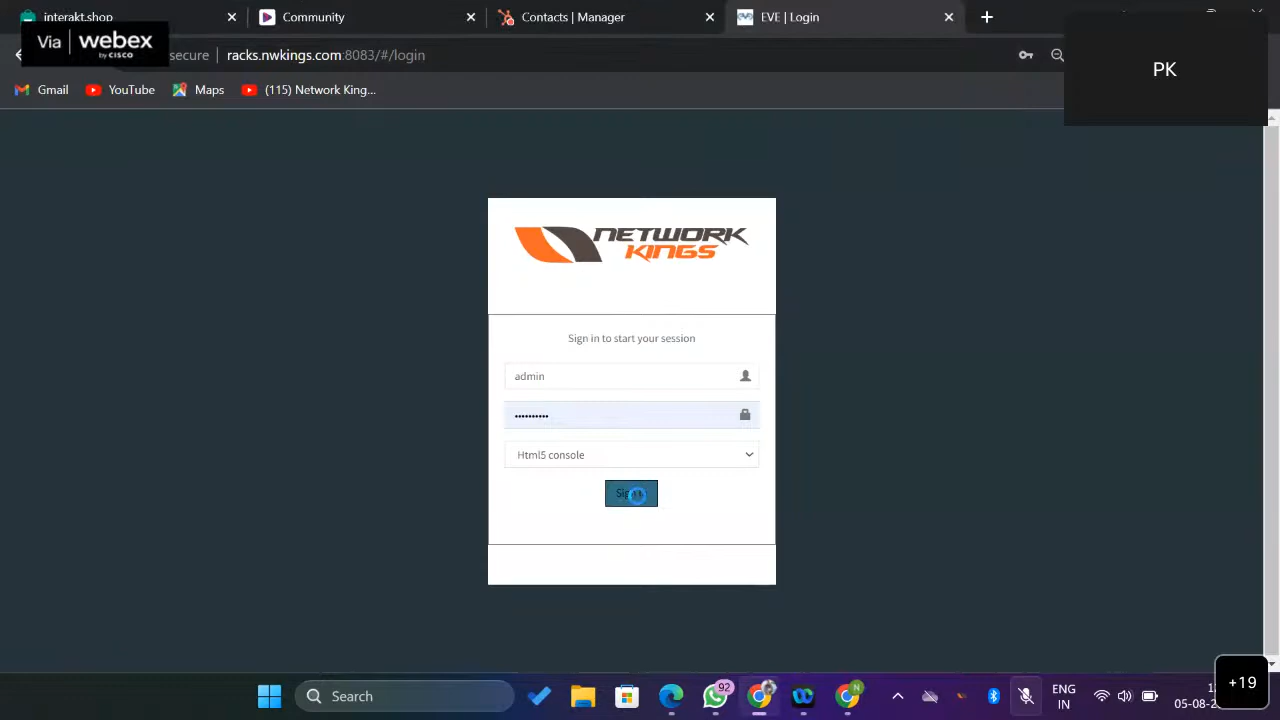 interakt.shop
Community
Contacts | Manager
EVE | Login
Via webex
by CISCO
secure racks.nwkings.com:8083/#/login
PK
Gmail
YouTube
Maps
(115) Network King...
NETWORK
KINGS
Sign in to start your session
admin
••••••••••
Html5 console
+19
Search
92
N
ENG
IN
05-08-2